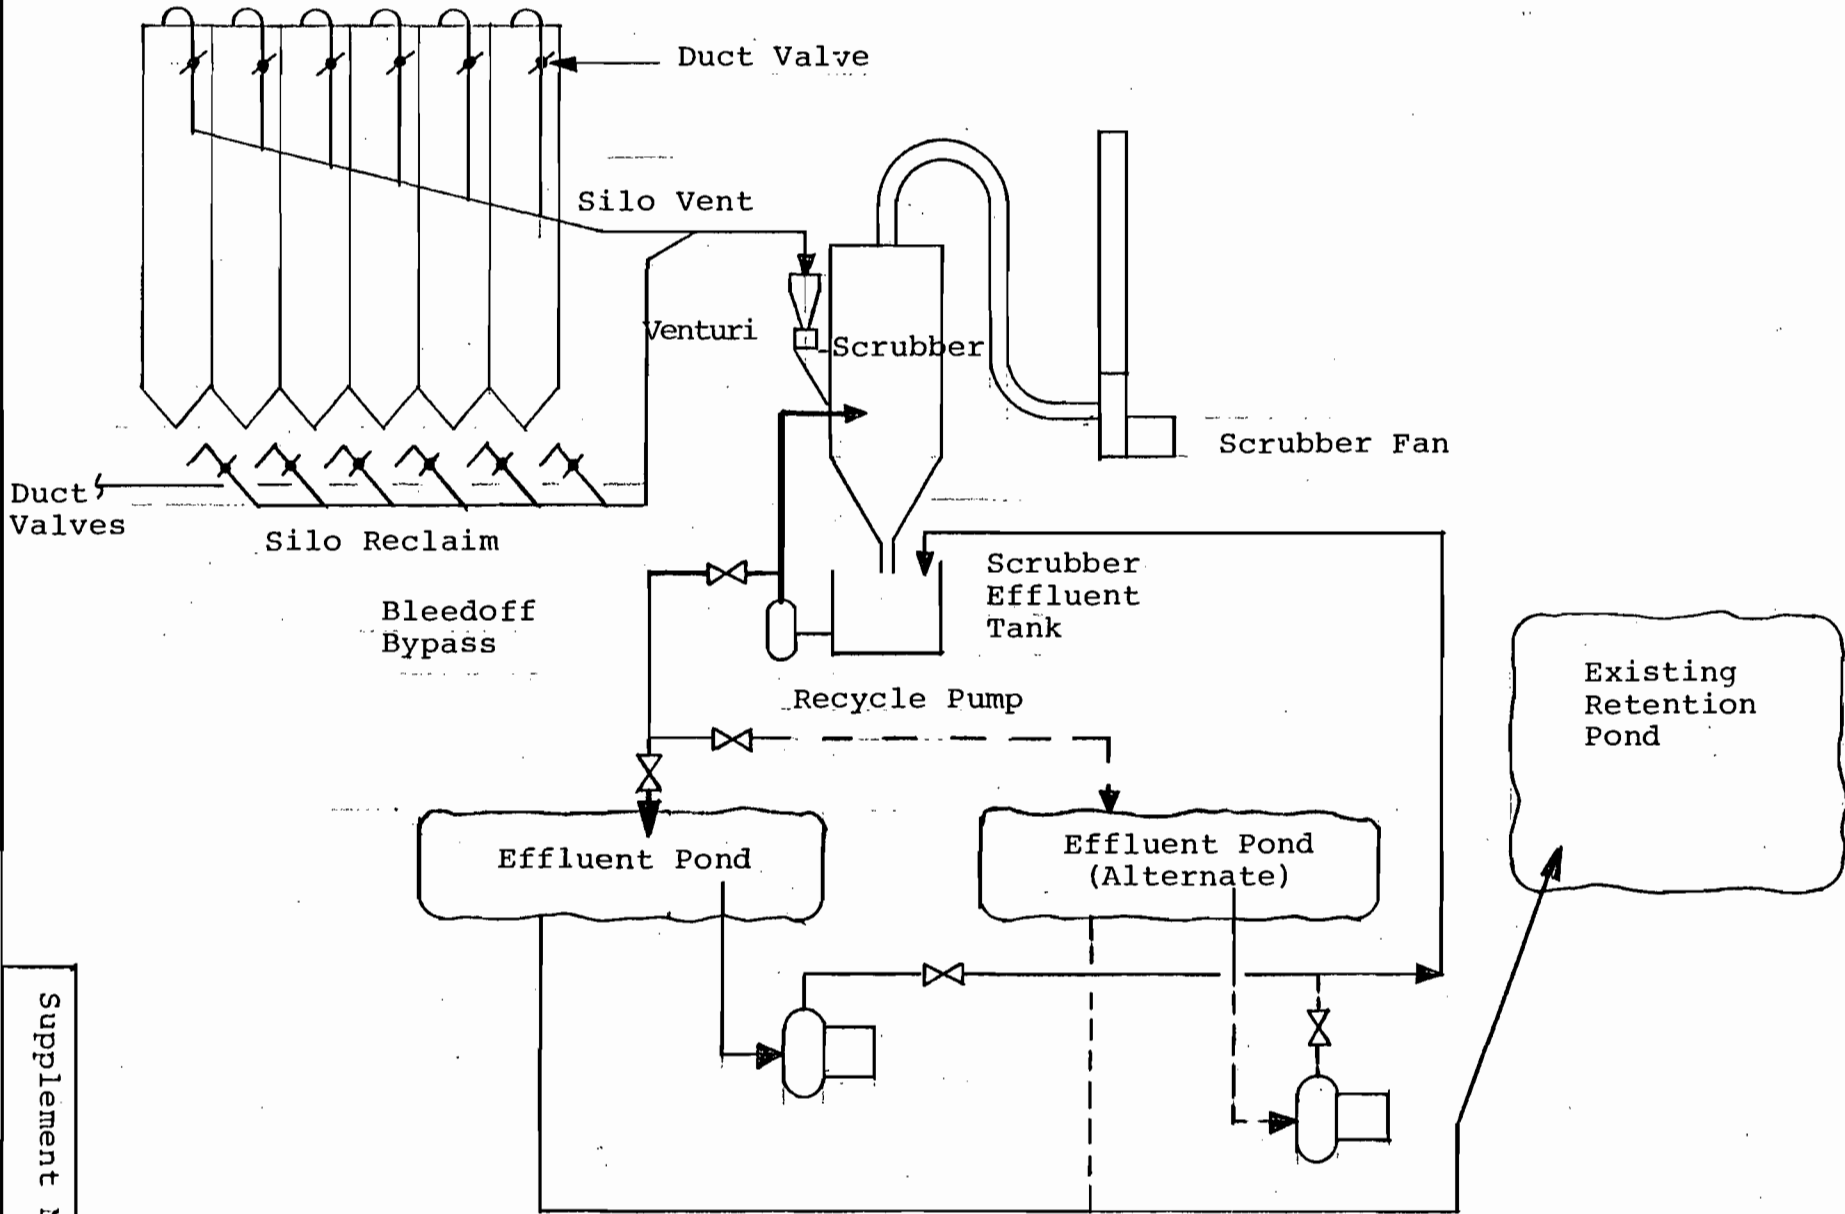 Duct Valve
Silo Vent
Venturi
Scrubber
Scrubber Fan
Duct
Valves
Silo Reclaim
Scrubber
Effluent
Tank
Bleedoff
Bypass
Recycle Pump
Existing
Retention
Pond
Effluent Pond
Effluent Pond
(Alternate)
Supplement